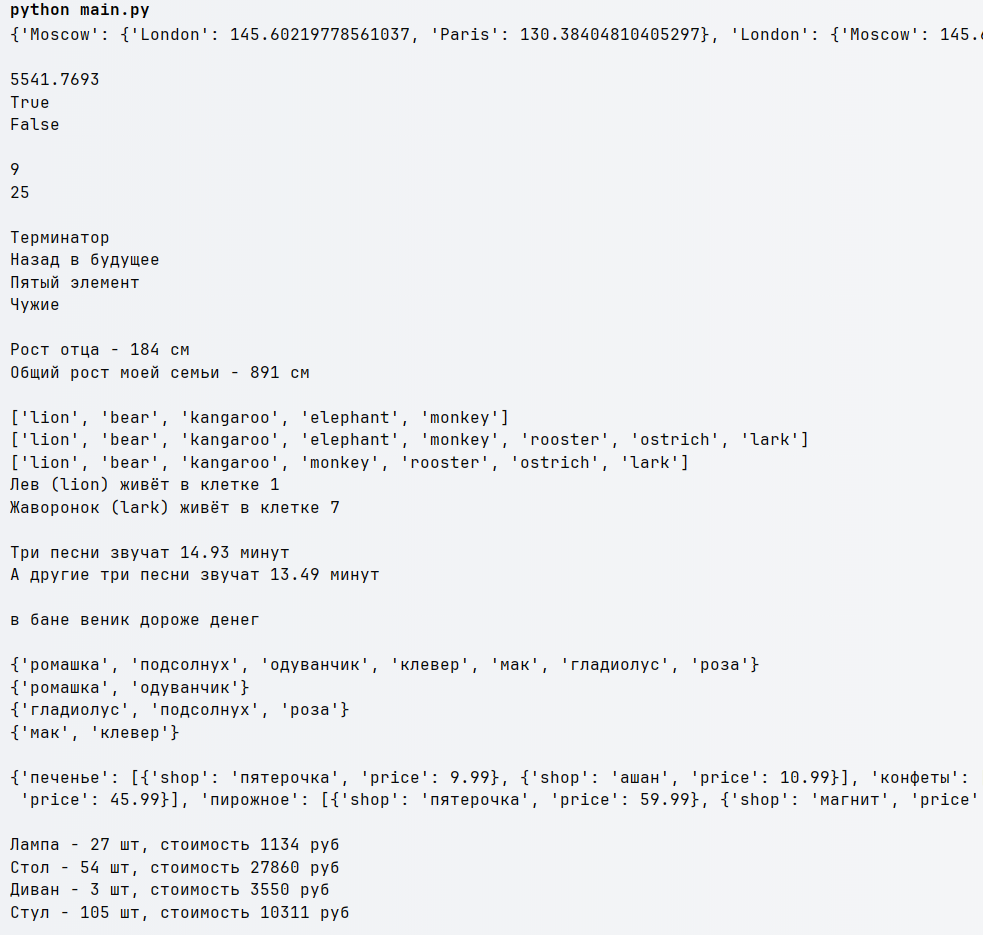 python main.py
{'Moscow': {'London': 145.60219778561037, 'Paris': 130.38404810405297}, 'London': {'Moscow': 145.6
5541.7693
True
False
9
25
Терминатор
Назад в будущее
Пятый элемент
Чужие
Рост отца - 184 см
Общий рост моей семьи - 891 см
['lion', 'bear', 'kangaroo', 'elephant', 'monkey']
['lion', 'bear', 'kangaroo', 'elephant', 'monkey', 'rooster', 'ostrich', 'lark']
['lion', 'bear', 'kangaroo', 'monkey', 'rooster', 'ostrich', 'lark']
Лев (lion) живёт в клетке 1
Жаворонок (lark) живёт в клетке 7
Три песни звучат 14.93 минут
А другие три песни звучат 13.49 минут
в бане веник дороже денег
{'ромашка', 'подсолнух', 'одуванчик', 'клевер', 'мак', 'гладиолус', 'роза'}
{'ромашка', 'одуванчик'}
{'гладиолус', 'подсолнух', 'роза'}
{'мак', 'клевер'}
{'печенье': [{'shop': 'пятерочка', 'price': 9.99}, {'shop': 'ашан', 'price': 10.99}], 'конфеты':
'price': 45.99}], 'пирожное': [{'shop': 'пятерочка', 'price': 59.99}, {'shop': 'магнит', 'price'
Лампа - 27 шт, стоимость 1134 руб
Стол - 54 шт, стоимость 27860 руб
Диван - 3 шт, стоимость 3550 руб
Стул - 105 шт, стоимость 10311 руб